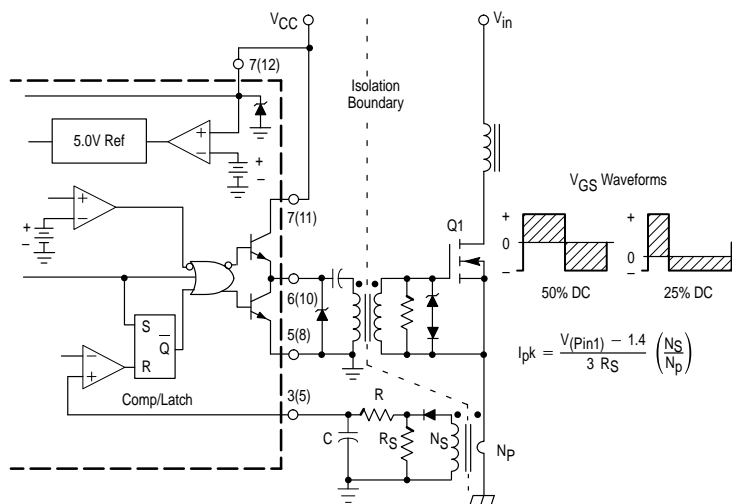 VCC
Vin
7(12)
Isolation
Boundary
5.0V Ref
+
–
+
–
VGS Waveforms
+
–
+
–
7(11)
Q1
+
0
–
+
0
–
50% DC
25% DC
6(10)
S
Q
R
5(8)
–
+
Comp/Latch
3(5)
R
C
RS
NS
NP
Ipk = V(Pin1) – 1.4 / 3 RS (NS / Np)